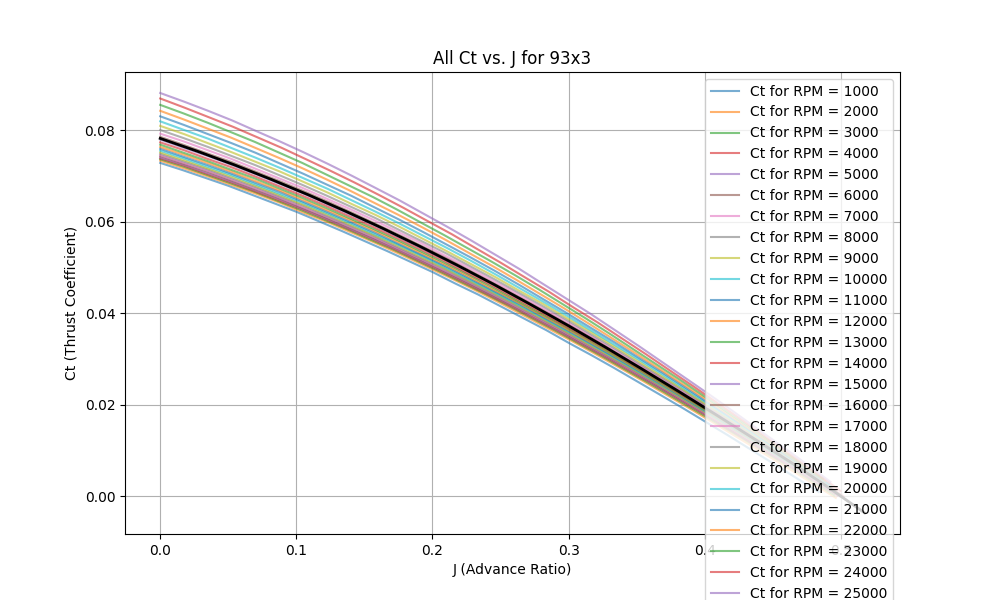 All Ct vs. J for 93x3
Ct (Thrust Coefficient)
0.08
0.06
0.04
0.02
0.00
0.0 0.1 0.2 0.3
J (Advance Ratio)
Ct for RPM = 1000
Ct for RPM = 2000
Ct for RPM = 3000
Ct for RPM = 4000
Ct for RPM = 5000
Ct for RPM = 6000
Ct for RPM = 7000
Ct for RPM = 8000
Ct for RPM = 9000
Ct for RPM = 10000
Ct for RPM = 11000
Ct for RPM = 12000
Ct for RPM = 13000
Ct for RPM = 14000
Ct for RPM = 15000
Ct for RPM = 16000
Ct for RPM = 17000
Ct for RPM = 18000
Ct for RPM = 19000
Ct for RPM = 20000
Ct for RPM = 21000
Ct for RPM = 22000
Ct for RPM = 23000
Ct for RPM = 24000
Ct for RPM = 25000